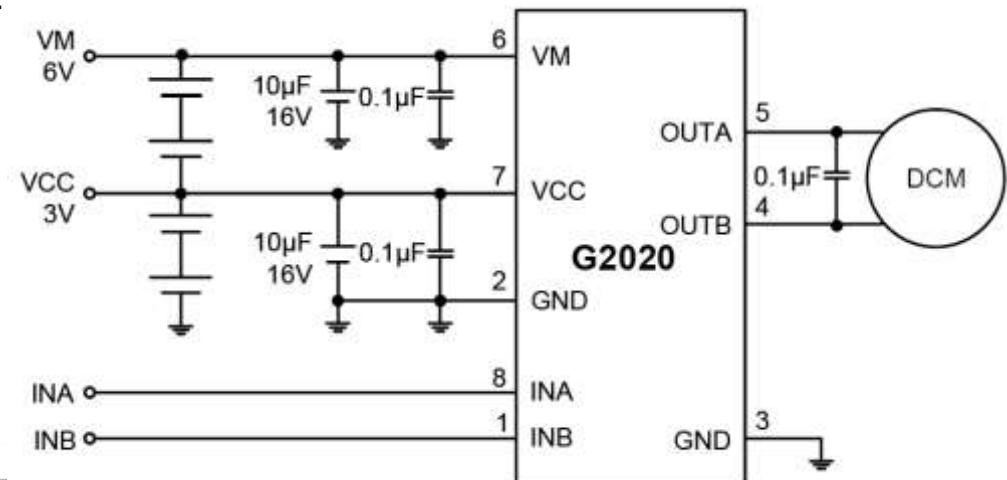 VM
6V
10µF
16V
0.1µF
6
VM
VCC
3V
10µF
16V
0.1µF
7
VCC
2
GND
G2020
INA
8
INA
INB
1
INB
OUTA
5
0.1µF
DCM
OUTB
4
GND
3